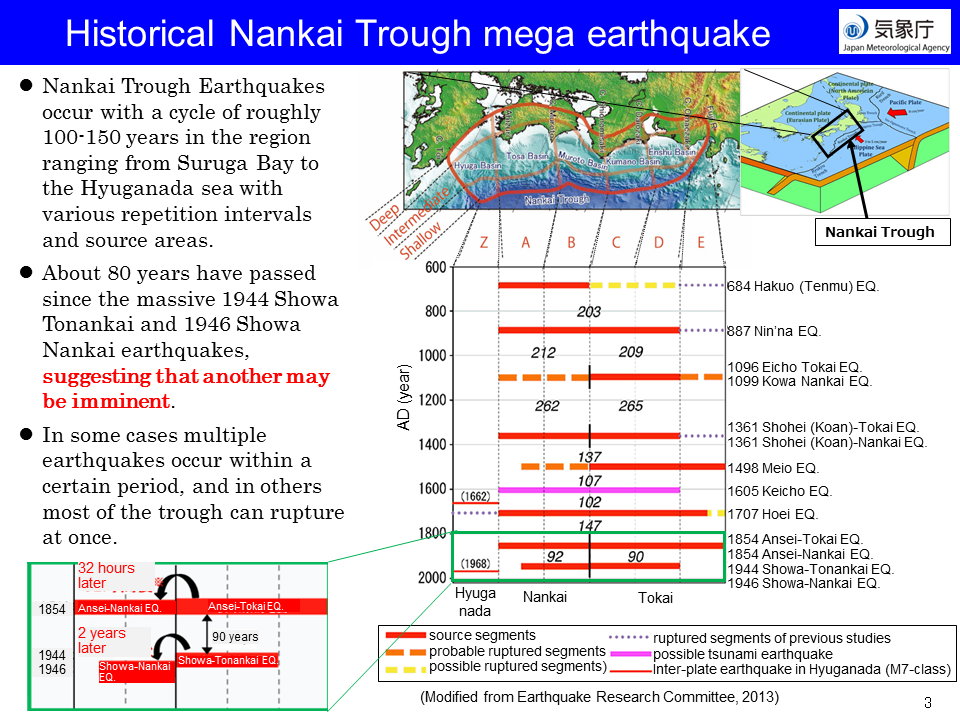 Historical Nankai Trough mega earthquake
気象庁
Japan Meteorological Agency
● Nankai Trough Earthquakes
occur with a cycle of roughly
100-150 years in the region
ranging from Suruga Bay to
the Hyuganada sea with
various repetition intervals
and source areas.
● About 80 years have passed
since the massive 1944 Showa
Tonankai and 1946 Showa
Nankai earthquakes,
suggesting that another may
be imminent.
● In some cases multiple
earthquakes occur within a
certain period, and in others
most of the trough can rupture
at once.
Hyuga Basin
Tosa Basin
Muroto Basin
Kumano Basin
Enshu Basin
Nankai Trough
Deep
Intermediate
Shallow
Continental plate
(North American
Plate)
Continental plate
(Eurasian Plate)
Pacific
Plate
Plate
Nankai Trough
Z A B C D E
AD (year)
600
800
1000
1200
1400
1600
1800
2000
203
212 209
262 265
137
107
102
147
92 90
(1662)
(1968)
684 Hakuo (Tenmu) EQ.
887 Nin'na EQ.
1096 Eicho Tokai EQ.
1099 Kowa Nankai EQ.
1361 Shohei (Koan)-Tokai EQ.
1361 Shohei (Koan)-Nankai EQ.
1498 Meio EQ.
1605 Keicho EQ.
1707 Hoei EQ.
1854 Ansei-Tokai EQ.
1854 Ansei-Nankai EQ.
1944 Showa-Tonankai EQ.
1946 Showa-Nankai EQ.
Hyuga
nada
Nankai
Tokai
32 hours
later
1854
Ansei-Nankai EQ.
Ansei-Tokai EQ.
2 years
later
90 years
1944
1946
Showa-Nankai
EQ.
Showa-Tonankai EQ.
source segments
probable ruptured segments
possible ruptured segments)
ruptured segments of previous studies
possible tsunami earthquake
Inter-plate earthquake in Hyuganada (M7-class)
(Modified from Earthquake Research Committee, 2013)
3